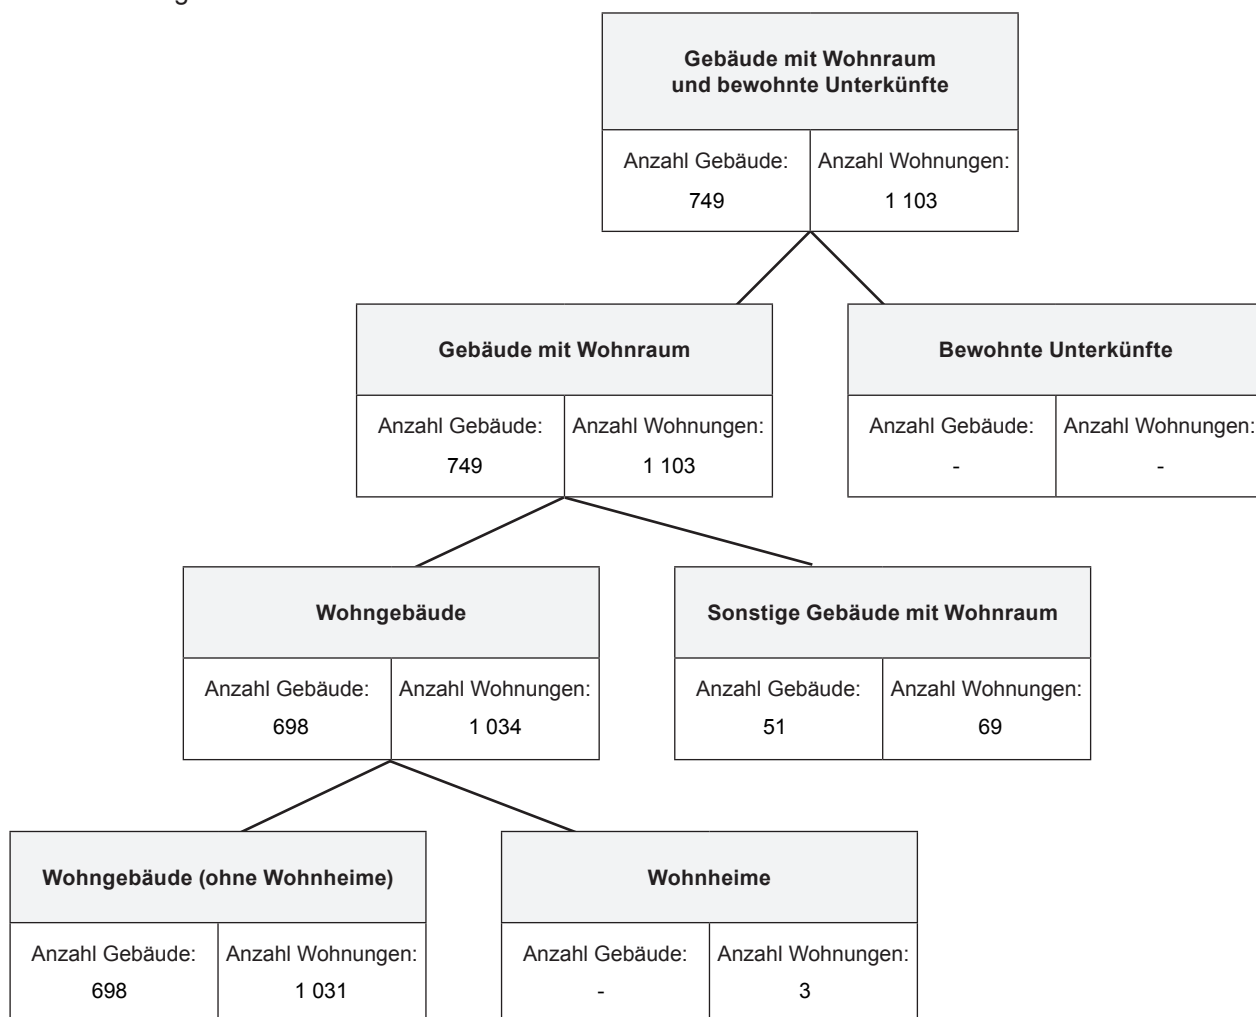 Gebäude mit Wohnraum
und bewohnte Unterkünfte
Anzahl Gebäude:
749
Anzahl Wohnungen:
1 103
Gebäude mit Wohnraum
Anzahl Gebäude:
749
Anzahl Wohnungen:
1 103
Bewohnte Unterkünfte
Anzahl Gebäude:
-
Anzahl Wohnungen:
-
Wohngebäude
Anzahl Gebäude:
698
Anzahl Wohnungen:
1 034
Sonstige Gebäude mit Wohnraum
Anzahl Gebäude:
51
Anzahl Wohnungen:
69
Wohngebäude (ohne Wohnheime)
Anzahl Gebäude:
698
Anzahl Wohnungen:
1 031
Wohnheime
Anzahl Gebäude:
-
Anzahl Wohnungen:
3